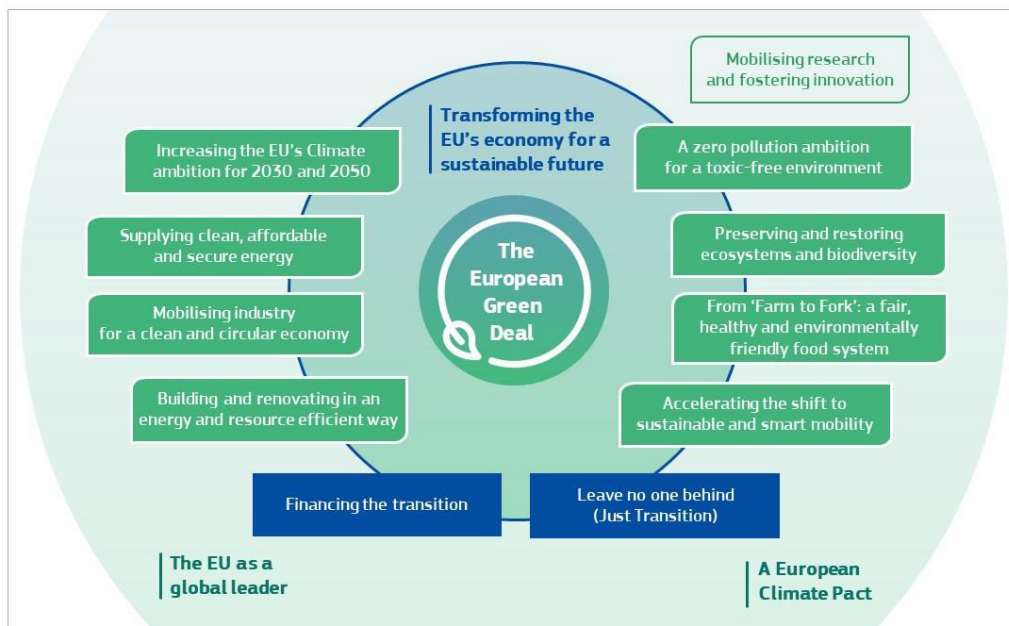 Mobilising research
and fostering innovation
Transforming the
EU's economy for a
sustainable future
Increasing the EU's Climate
ambition for 2030 and 2050
A zero pollution ambition
for a toxic-free environment
Supplying clean, affordable
and secure energy
The
European
Green
Deal
Preserving and restoring
ecosystems and biodiversity
Mobilising industry
for a clean and circular economy
From ‘Farm to Fork’: a fair,
healthy and environmentally
friendly food system
Building and renovating in an
energy and resource efficient way
Accelerating the shift to
sustainable and smart mobility
Financing the transition
Leave no one behind
(Just Transition)
The EU as a
global leader
A European
Climate Pact